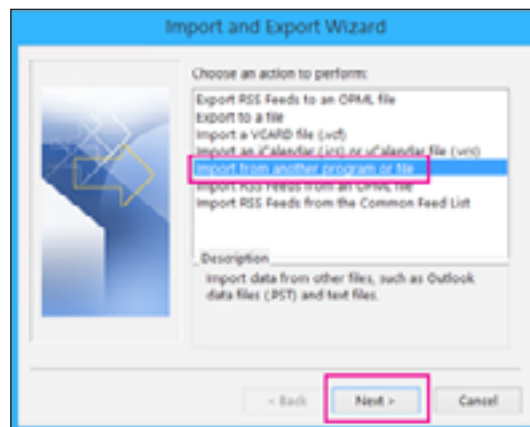 Import and Export Wizard
Choose an action to perform:
Export RSS Feeds to an OPML file
Export to a file
Import a VCARD file (.vcf)
Import an iCalendar (.ics) or vCalendar file (.vcs)
Import from another program or file
Import RSS Feeds from an OPML file
Import RSS Feeds from the Common Feed List
Description
Import data from other files, such as Outlook
data files (.PST) and text files.
< Back Next > Cancel